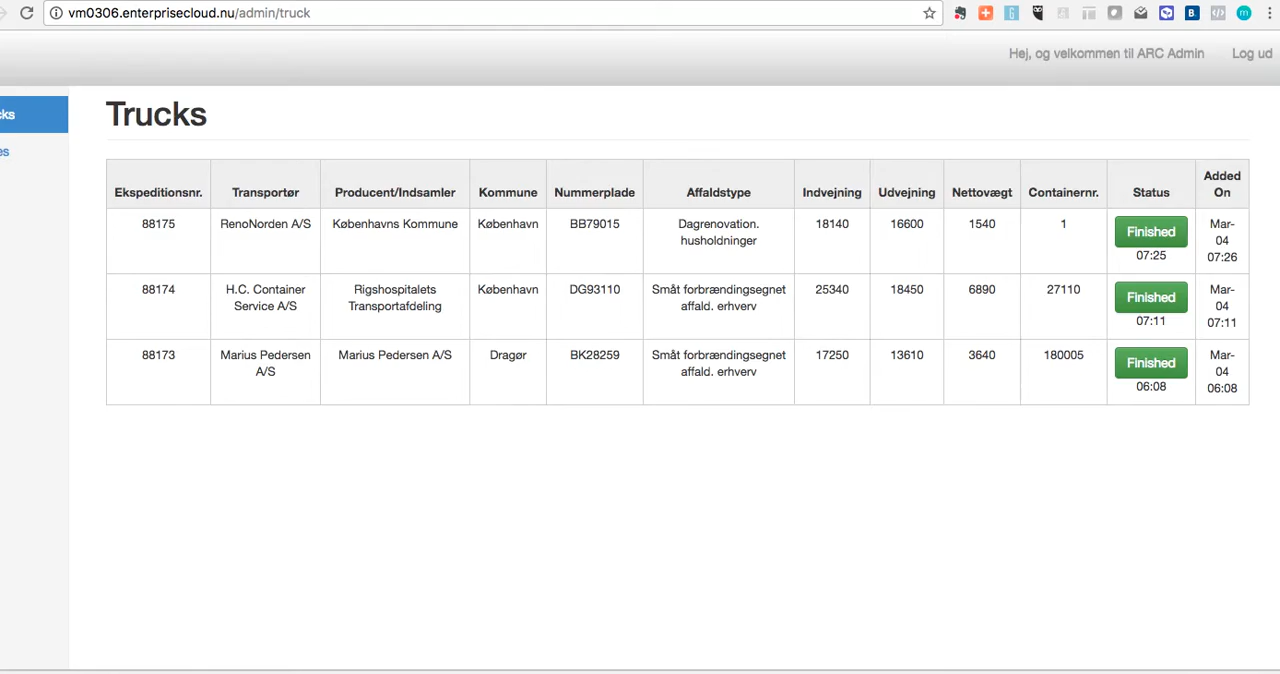 vm0306.enterprisecloud.nu/admin/truck
Hej, og velkommen til ARC Admin Log ud
cks
es
Trucks
Ekspeditionsnr. Transportør Producent/Indsamler Kommune Nummerplade Affaldstype Indvejning Udvejning Nettovægt Containernr. Status Added On
88175 RenoNorden A/S Københavns Kommune København BB79015 Dagrenovation. husholdninger 18140 16600 1540 1 Finished 07:25 Mar-04 07:26
88174 H.C. Container Service A/S Rigshospitalets Transportafdeling København DG93110 Småt forbrændingsegnet affald. erhverv 25340 18450 6890 27110 Finished 07:11 Mar-04 07:11
88173 Marius Pedersen A/S Marius Pedersen A/S Dragør BK28259 Småt forbrændingsegnet affald. erhverv 17250 13610 3640 180005 Finished 06:08 Mar-04 06:08